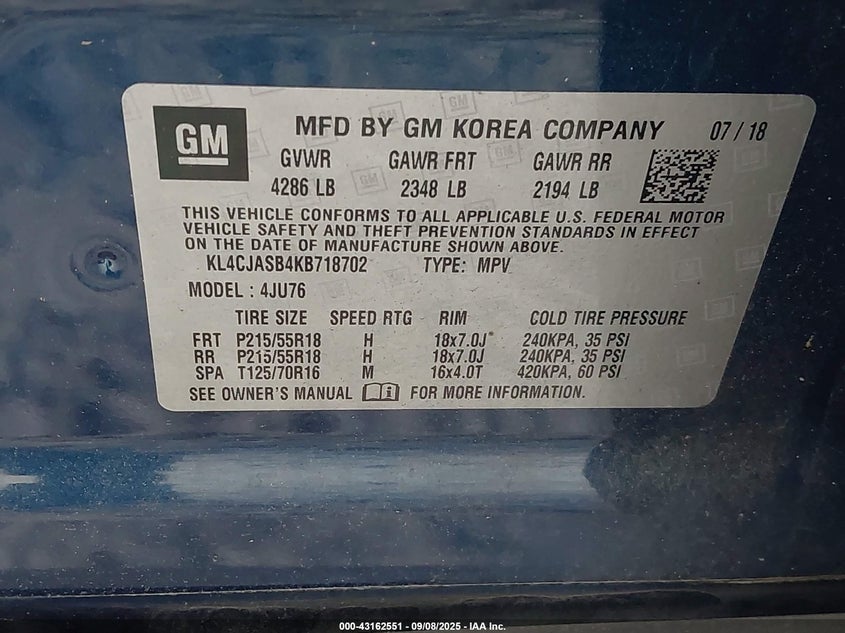 GM MFD BY GM KOREA COMPANY 07 / 18
GVWR GAWR FRT GAWR RR
4286 LB 2348 LB 2194 LB
THIS VEHICLE CONFORMS TO ALL APPLICABLE U.S. FEDERAL MOTOR
VEHICLE SAFETY AND THEFT PREVENTION STANDARDS IN EFFECT
ON THE DATE OF MANUFACTURE SHOWN ABOVE.
KL4CJASB4KB718702 TYPE: MPV
MODEL : 4JU76
TIRE SIZE SPEED RTG RIM COLD TIRE PRESSURE
FRT P215/55R18 H 18x7.0J 240KPA, 35 PSI
RR P215/55R18 H 18x7.0J 240KPA, 35 PSI
SPA T125/70R16 M 16x4.0T 420KPA, 60 PSI
SEE OWNER'S MANUAL FOR MORE INFORMATION.
000-43162551 - 09/08/2025 - IAA Inc.